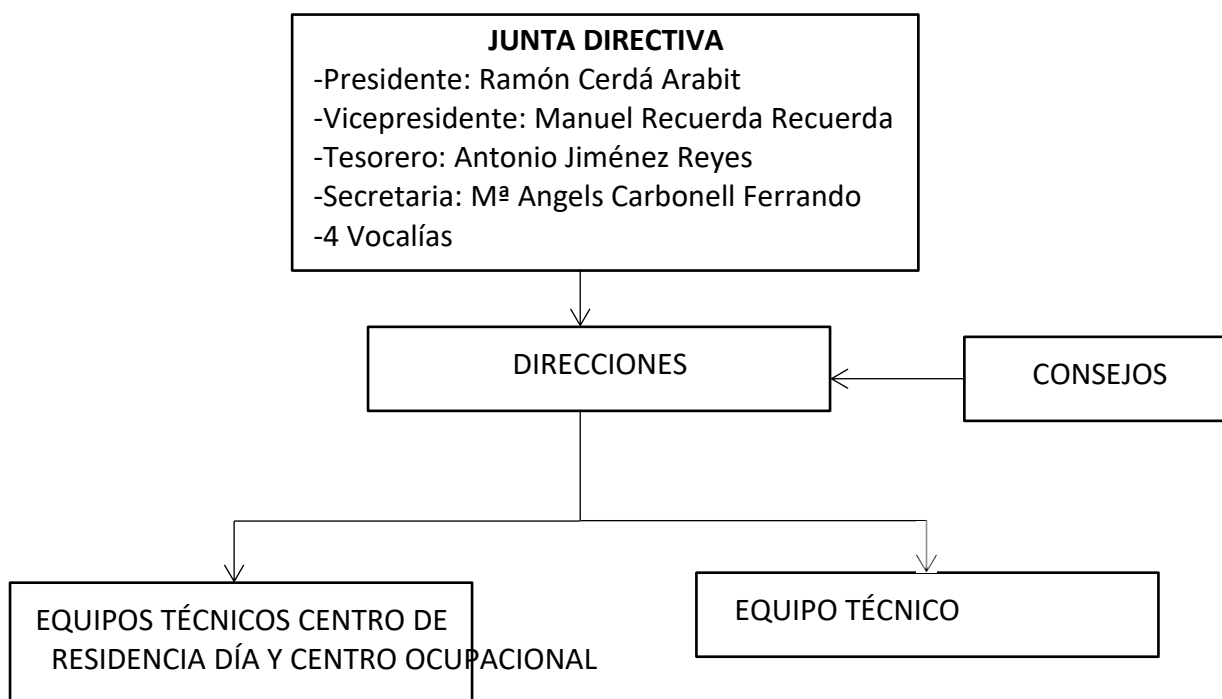 JUNTA DIRECTIVA
-Presidente: Ramón Cerdá Arabit
-Vicepresidente: Manuel Recuerda Recuerda
-Tesorero: Antonio Jiménez Reyes
-Secretaria: Mª Angels Carbonell Ferrando
-4 Vocalías
DIRECCIONES
CONSEJOS
EQUIPOS TÉCNICOS CENTRO DE
RESIDENCIA DÍA Y CENTRO OCUPACIONAL
EQUIPO TÉCNICO